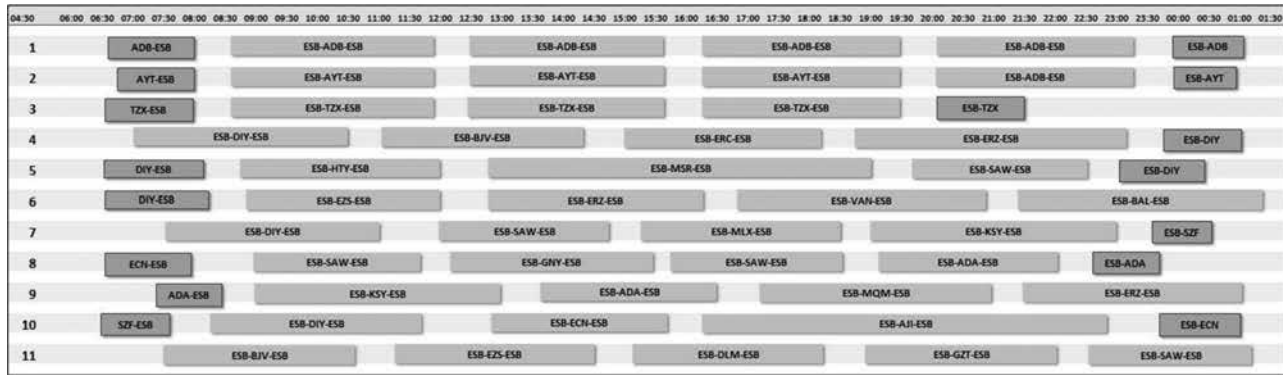 04:30 06:00 06:30 07:00 07:30 08:00 08:30 09:00 09:30 10:00 10:30 11:00 11:30 12:00 12:30 13:00 13:30 14:00 14:30 15:00 15:30 16:00 16:30 17:00 17:30 18:00 18:30 19:00 19:30 20:00 20:30 21:00 21:30 22:00 22:30 23:00 23:30 00:00 00:30 01:00 01:30
1 ADB-ESB ESB-ADB-ESB ESB-ADB-ESB ESB-ADB-ESB ESB-ADB-ESB ESB-ADB
2 AYT-ESB ESB-AYT-ESB ESB-AYT-ESB ESB-AYT-ESB ESB-ADB-ESB ESB-AYT
3 TZX-ESB ESB-TZX-ESB ESB-TZX-ESB ESB-TZX-ESB ESB-TZX
4 ESB-DIY-ESB ESB-BJV-ESB ESB-ERC-ESB ESB-ERZ-ESB ESB-DIY
5 DIY-ESB ESB-HTY-ESB ESB-MSR-ESB ESB-SAW-ESB ESB-DIY
6 DIY-ESB ESB-EZS-ESB ESB-ERZ-ESB ESB-VAN-ESB ESB-BAL-ESB
7 ESB-DIY-ESB ESB-SAW-ESB ESB-MLX-ESB ESB-KSY-ESB ESB-SZF
8 ECN-ESB ESB-SAW-ESB ESB-GNY-ESB ESB-SAW-ESB ESB-ADA-ESB ESB-ADA
9 ADA-ESB ESB-KSY-ESB ESB-ADA-ESB ESB-MQM-ESB ESB-ERZ-ESB
10 SZF-ESB ESB-DIY-ESB ESB-ECN-ESB ESB-AJI-ESB ESB-ECN
11 ESB-BJV-ESB ESB-EZS-ESB ESB-DLM-ESB ESB-GZT-ESB ESB-SAW-ESB